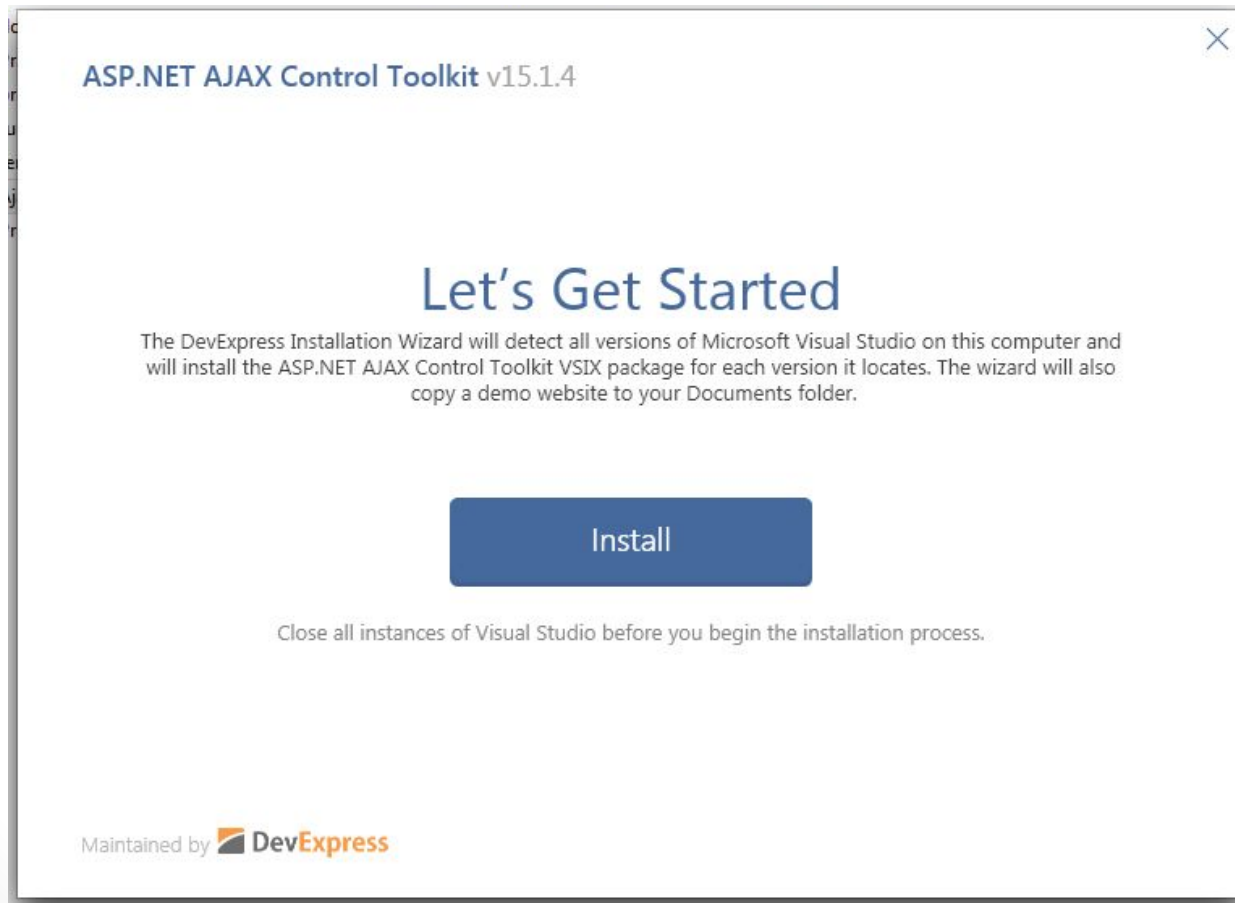 ASP.NET AJAX Control Toolkit v15.1.4
Let's Get Started
The DevExpress Installation Wizard will detect all versions of Microsoft Visual Studio on this computer and
will install the ASP.NET AJAX Control Toolkit VSIX package for each version it locates. The wizard will also
copy a demo website to your Documents folder.
Install
Close all instances of Visual Studio before you begin the installation process.
Maintained by DevExpress